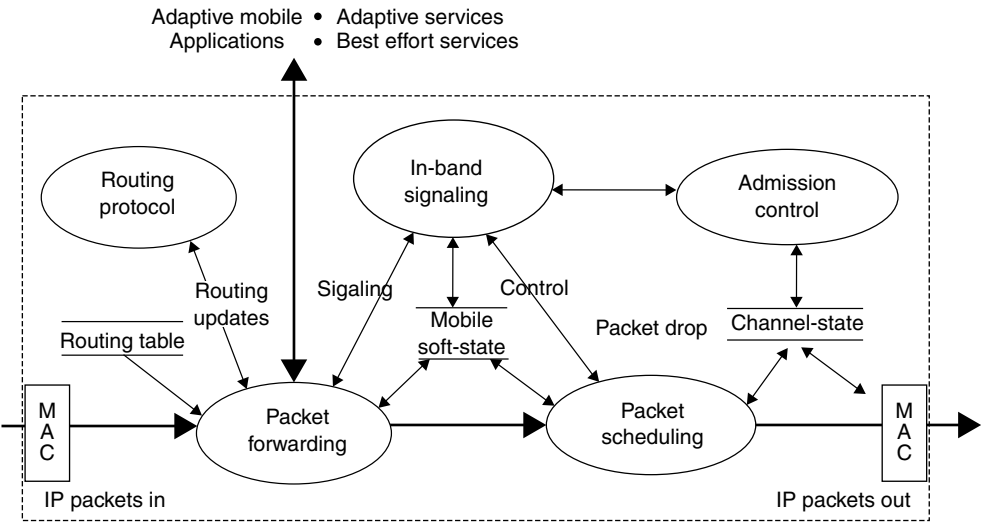 Adaptive mobile • Adaptive services
Applications • Best effort services
Routing
protocol
In-band
signaling
Admission
control
Routing
updates
Sigaling
Control
Routing table
Mobile
soft-state
Packet drop
Channel-state
MAC
Packet
forwarding
Packet
scheduling
MAC
IP packets in
IP packets out